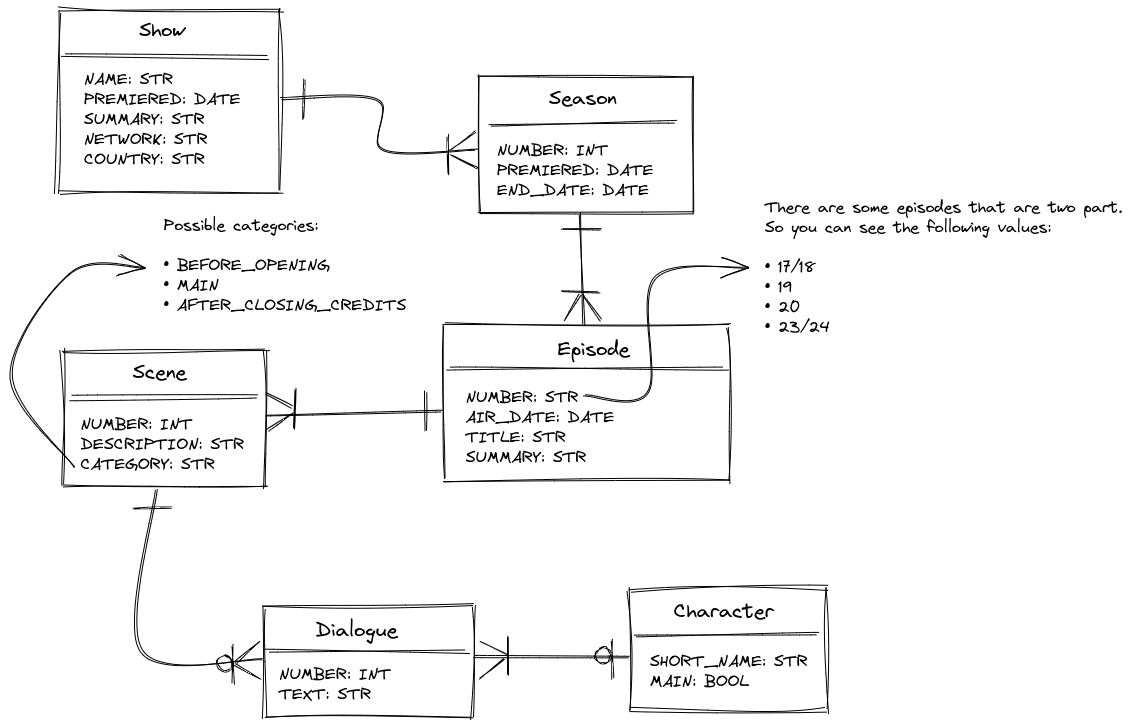 Show
NAME: STR
PREMIERED: DATE
SUMMARY: STR
NETWORK: STR
COUNTRY: STR
Season
NUMBER: INT
PREMIERED: DATE
END_DATE: DATE
There are some episodes that are two part.
So you can see the following values:
• 17/18
• 19
• 20
• 23/24
Possible categories:
• BEFORE_OPENING
• MAIN
• AFTER_CLOSING_CREDITS
Episode
NUMBER: STR
AIR_DATE: DATE
TITLE: STR
SUMMARY: STR
Scene
NUMBER: INT
DESCRIPTION: STR
CATEGORY: STR
Dialogue
NUMBER: INT
TEXT: STR
Character
SHORT_NAME: STR
MAIN: BOOL